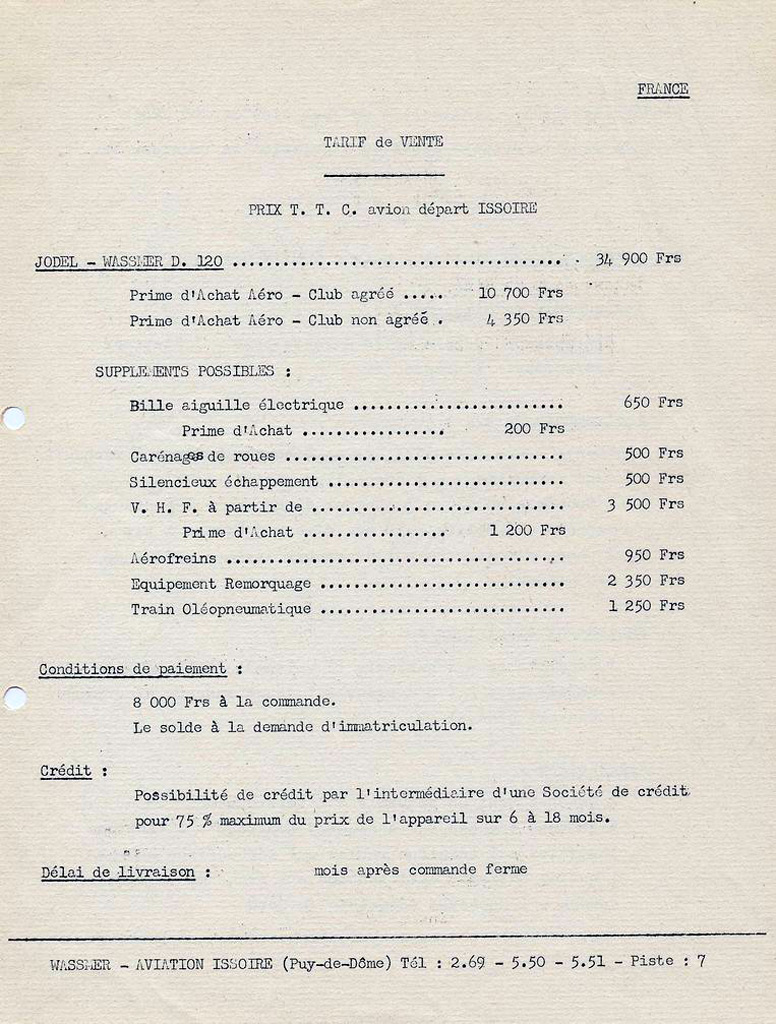 FRANCE
TARIF de VENTE
PRIX T. T. C. avion départ ISSOIRE
JODEL - WASSMER D. 120 ...................................... . 34 900 Frs
Prime d'Achat Aéro - Club agréé ..... 10 700 Frs
Prime d'Achat Aéro - Club non agréé . 4 350 Frs
SUPPLEMENTS POSSIBLES :
Bille aiguille électrique ......................... 650 Frs
Prime d'Achat ................. 200 Frs
Carénages de roues ................................. 500 Frs
Silencieux échappement ............................. 500 Frs
V. H. F. à partir de .............................. 3 500 Frs
Prime d'Achat ................. 1 200 Frs
Aérofreins ........................................ 950 Frs
Equipement Remorquage ............................. 2 350 Frs
Train Oléopneumatique ............................. 1 250 Frs
Conditions de paiement :
8 000 Frs à la commande.
Le solde à la demande d'immatriculation.
Crédit :
Possibilité de crédit par l'intermédiaire d'une Société de crédit
pour 75 % maximum du prix de l'appareil sur 6 à 18 mois.
Délai de livraison : mois après commande ferme
WASSMER - AVIATION ISSOIRE (Puy-de-Dôme) Tél : 2.69 - 5.50 - 5.51 - Piste : 7